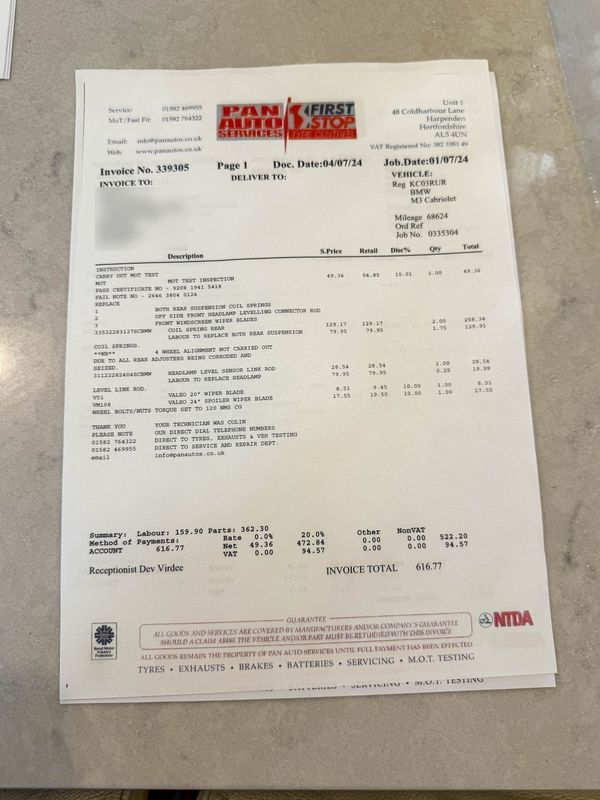 Service: 01582 469955
MoT/Fast Fit: 01582 764322
Email: info@panautos.co.uk
Web: www.panautos.co.uk
PAN AUTO SERVICES
FIRST STOP
TYRE CENTRES
Unit 1
48 Coldharbour Lane
Harpenden
Hertfordshire
AL5 4UN
VAT Registered No: 382 3381 49
Invoice No. 339305 Page 1 Doc. Date:04/07/24 Job.Date:01/07/24
INVOICE TO: DELIVER TO: VEHICLE:
Reg KC03RUR
BMW
M3 Cabriolet
Mileage 68624
Ord Ref
Job No. 0335304
Description S.Price Retail Disc% Qty Total
INSTRUCTION
CARRY OUT MOT TEST
MOT MOT TEST INSPECTION 49.36 54.85 10.01 1.00 49.36
PASS CERTIFICATE NO - 9208 1941 5418
FAIL NOTE NO - 2646 3804 0124
REPLACE
1 BOTH REAR SUSPENSION COIL SPRINGS
2 OFF SIDE FRONT HEADLAMP LEVELLING CONNECTOR ROD
3 FRONT WINDSCREEN WIPER BLADES
33532283137SCBMW COIL SPRING REAR 129.17 129.17 2.00 258.34
LABOUR TO REPLACE BOTH REAR SUSPENSION 79.95 79.95 1.75 139.91
COIL SPRINGS.
**NB** 4 WHEEL ALIGNMENT NOT CARRIED OUT
DUE TO ALL REAR ADJUSTERS BEING CORRODED AND
SEIZED.
31122262404SCBMW HEADLAMP LEVEL SENSOR LINK ROD 28.54 28.54 1.00 28.54
LABOUR TO REPLACE HEADLAMP 79.95 79.95 0.25 19.99
LEVEL LINK ROD.
V51 VALEO 20" WIPER BLADE 8.51 9.45 10.00 1.00 8.51
VM108 VALEO 24" SPOILER WIPER BLADE 17.55 19.50 10.00 1.00 17.55
WHEEL BOLTS/NUTS TORQUE SET TO 120 NMS CG
THANK YOU YOUR TECHNICIAN WAS COLIN
PLEASE NOTE OUR DIRECT DIAL TELEPHONE NUMBERS
01582 764322 DIRECT TO TYRES, EXHAUSTS & VER TESTING
01582 469955 DIRECT TO SERVICE AND REPAIR DEPT.
email info@panautos.co.uk
Summary: Labour: 159.90 Parts: 362.30
Method of Payments: Rate 0.0% 20.0% Other NonVAT
ACCOUNT 616.77 Net 49.36 472.84 0.00 0.00 522.20
VAT 0.00 94.57 0.00 0.00 94.57
Receptionist Dev Virdee INVOICE TOTAL 616.77
GUARANTEE
ALL GOODS AND SERVICES ARE COVERED BY MANUFACTURERS AND/OR COMPANY'S GUARANTEE
SHOULD A CLAIM ARISE THE VEHICLE AND/OR PART MUST BE RETURNED WITH THIS INVOICE
NTDA
Retail Motor Industry Federation
ALL GOODS REMAIN THE PROPERTY OF PAN AUTO SERVICES UNTIL FULL PAYMENT HAS BEEN EFFECTED
TYRES • EXHAUSTS • BRAKES • BATTERIES • SERVICING • M.O.T. TESTING
BATTERIES • SERVICING • M.O.T. TESTING